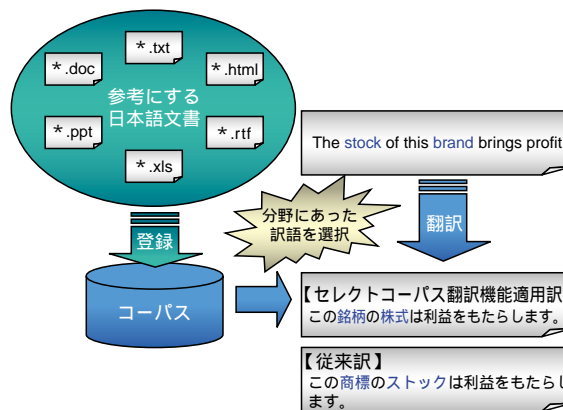 *.txt
*.doc
*.html
参考にする
日本語文書
*.ppt
*.rtf
*.xls
The stock of this brand brings profit
分野にあった
訳語を選択
登録
翻訳
コーパス
【セレクトコーパス翻訳機能適用訳
この銘柄の株式は利益をもたらします。
【従来訳】
この商標のストックは利益をもたらし
ます。